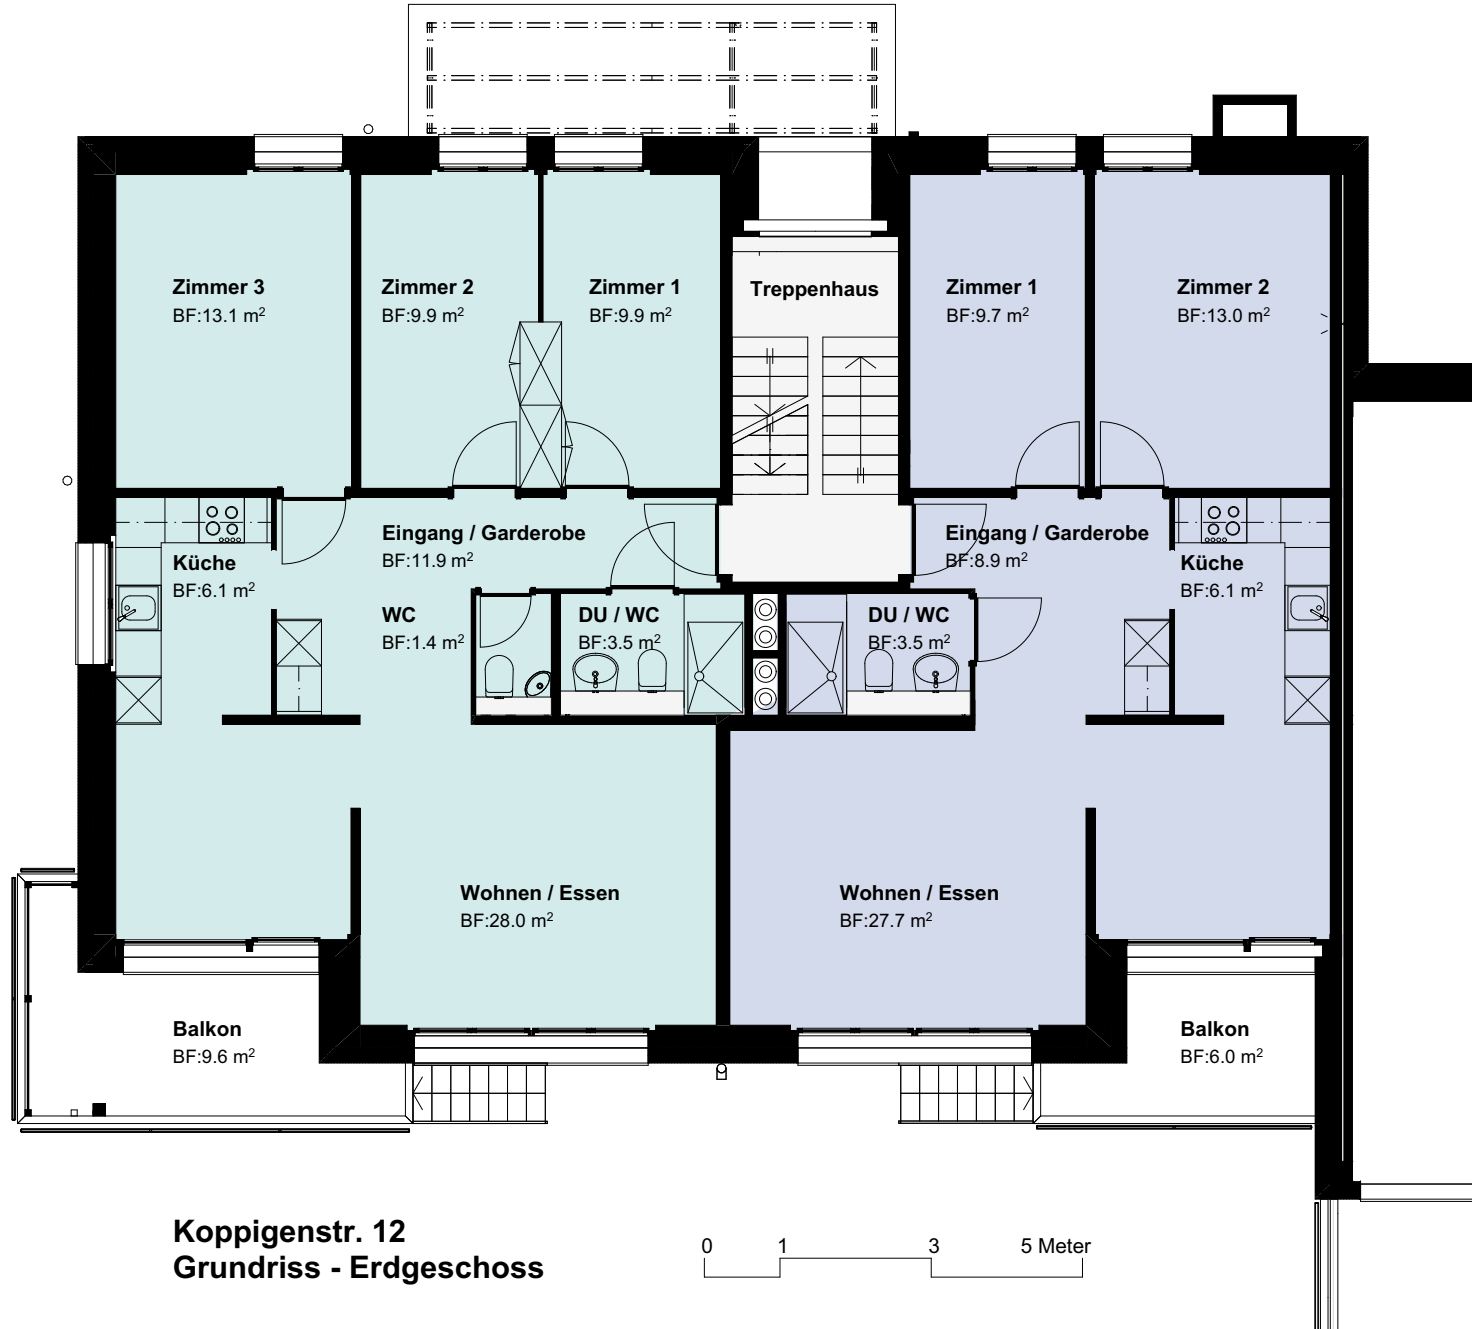 Zimmer 3
BF:13.1 m²
Zimmer 2
BF:9.9 m²
Zimmer 1
BF:9.9 m²
Treppenhaus
Zimmer 1
BF:9.7 m²
Zimmer 2
BF:13.0 m²
Küche
BF:6.1 m²
Eingang / Garderobe
BF:11.9 m²
Eingang / Garderobe
BF:8.9 m²
Küche
BF:6.1 m²
WC
BF:1.4 m²
DU / WC
BF:3.5 m²
DU / WC
BF:3.5 m²
Wohnen / Essen
BF:28.0 m²
Wohnen / Essen
BF:27.7 m²
Balkon
BF:9.6 m²
Balkon
BF:6.0 m²
Koppigenstr. 12
Grundriss - Erdgeschoss
0 1 3 5 Meter